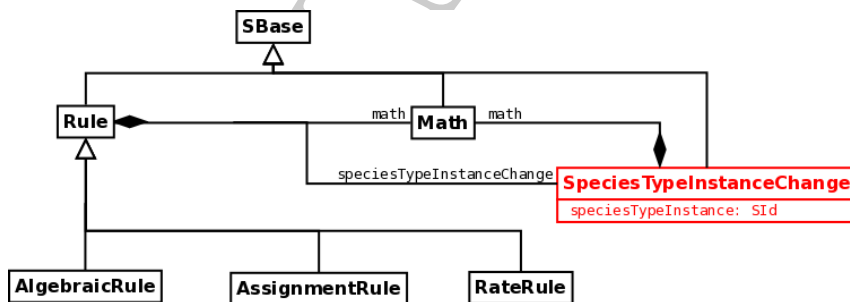 SBase
Rule
math
Math
math
speciesTypeInstanceChange
SpeciesTypeInstanceChange
speciesTypeInstance: SId
AlgebraicRule
AssignmentRule
RateRule